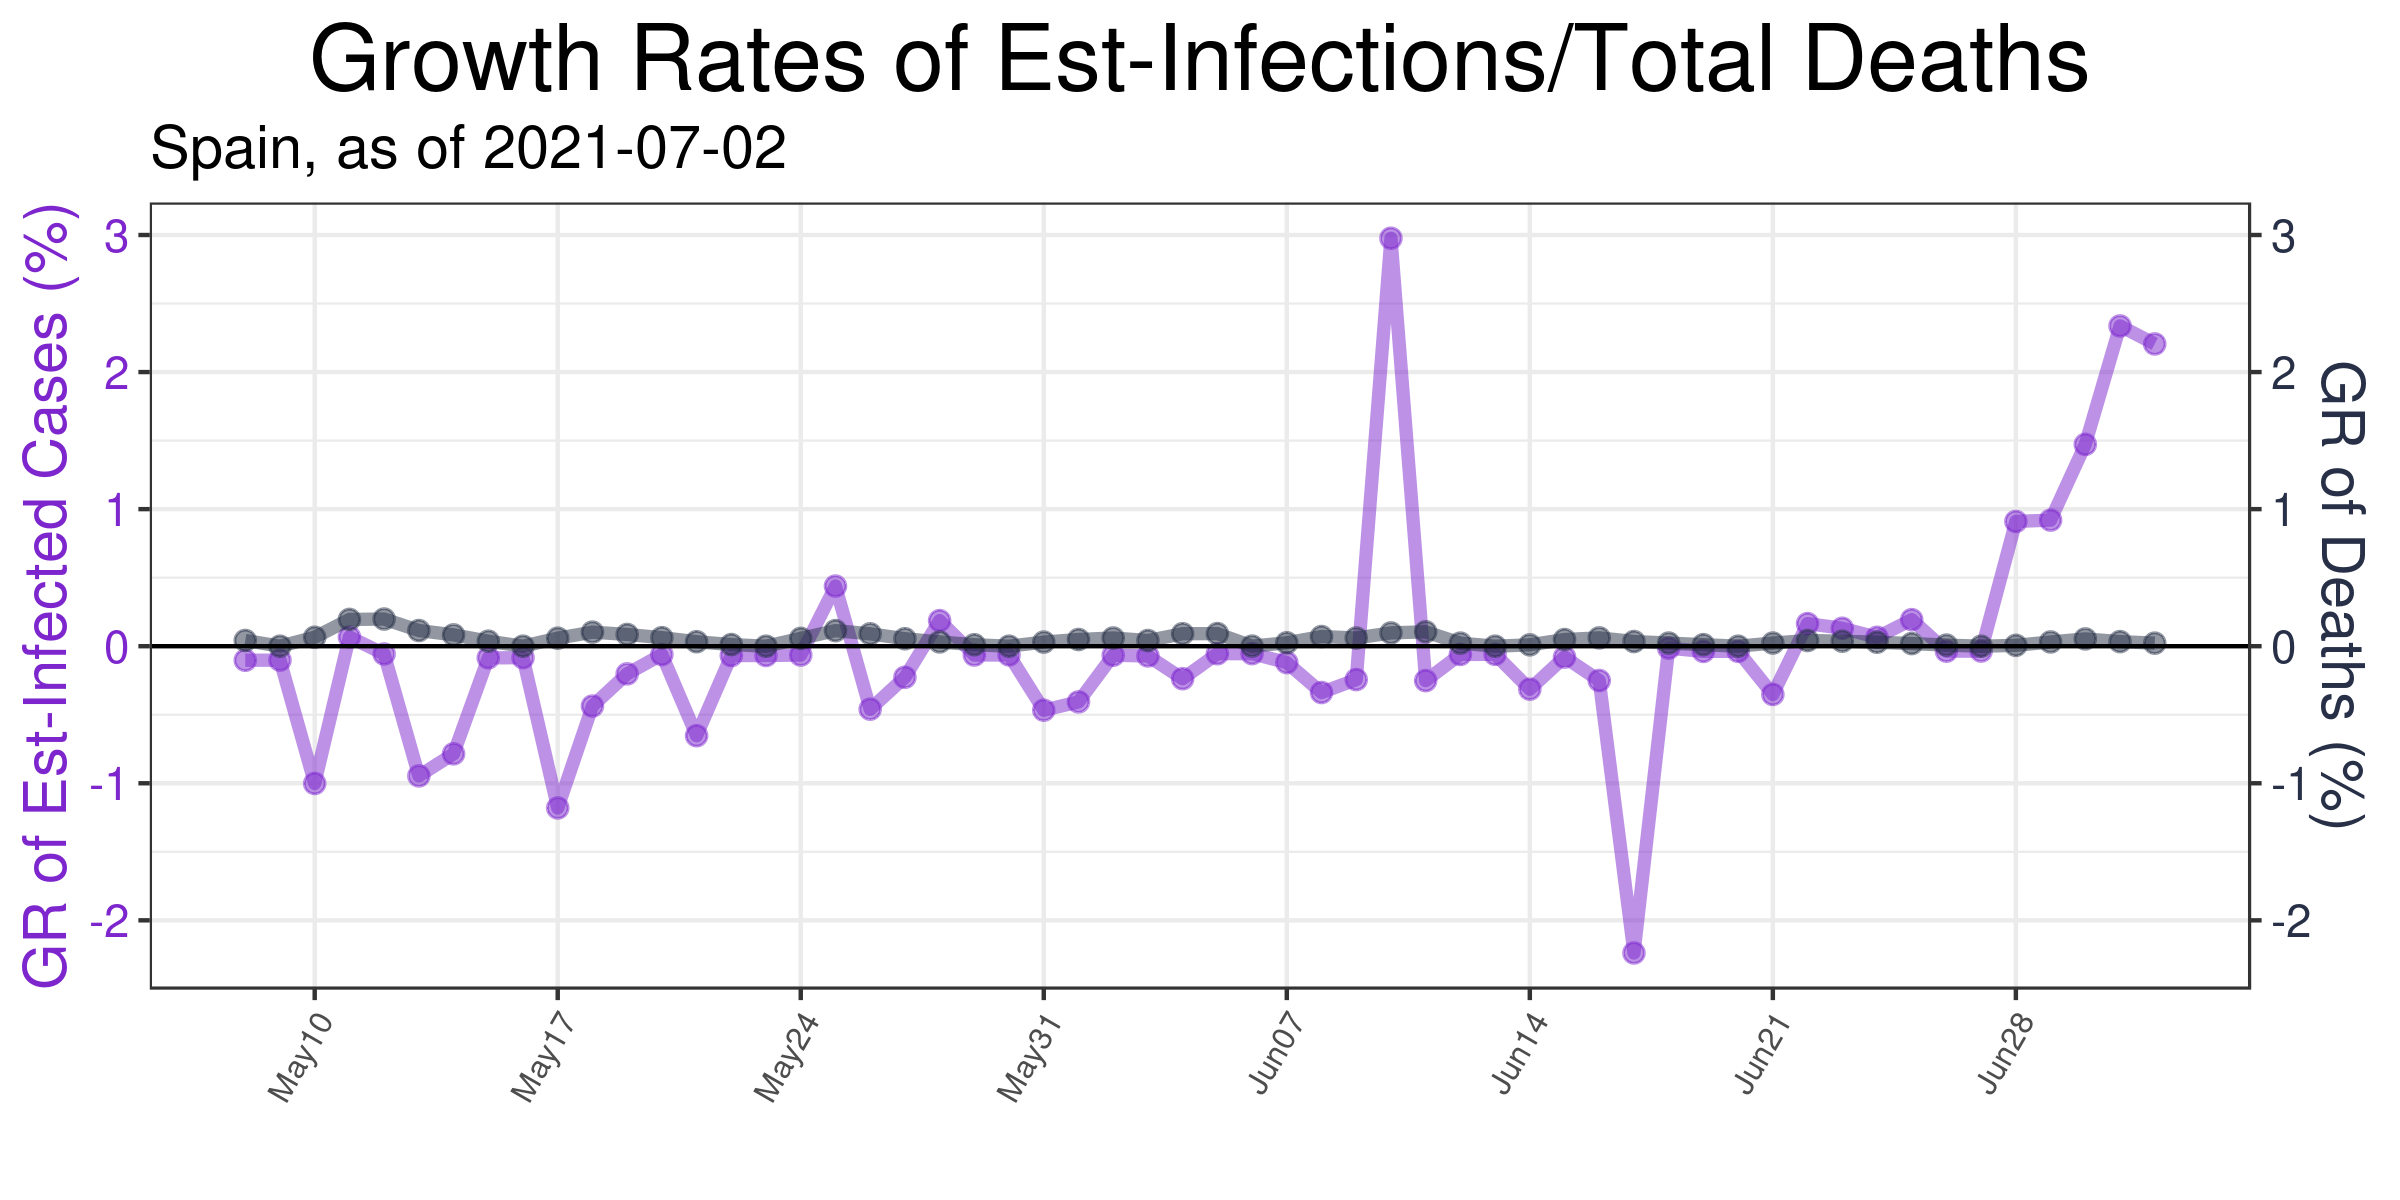 Growth Rates of Est-Infections/Total Deaths
Spain, as of 2021-07-02
GR of Est-Infected Cases (%)
3
2
1
0
-1
-2
3
2
1
0
-1
-2
GR of Deaths (%)
May10
May17
May24
May31
Jun07
Jun14
Jun21
Jun28